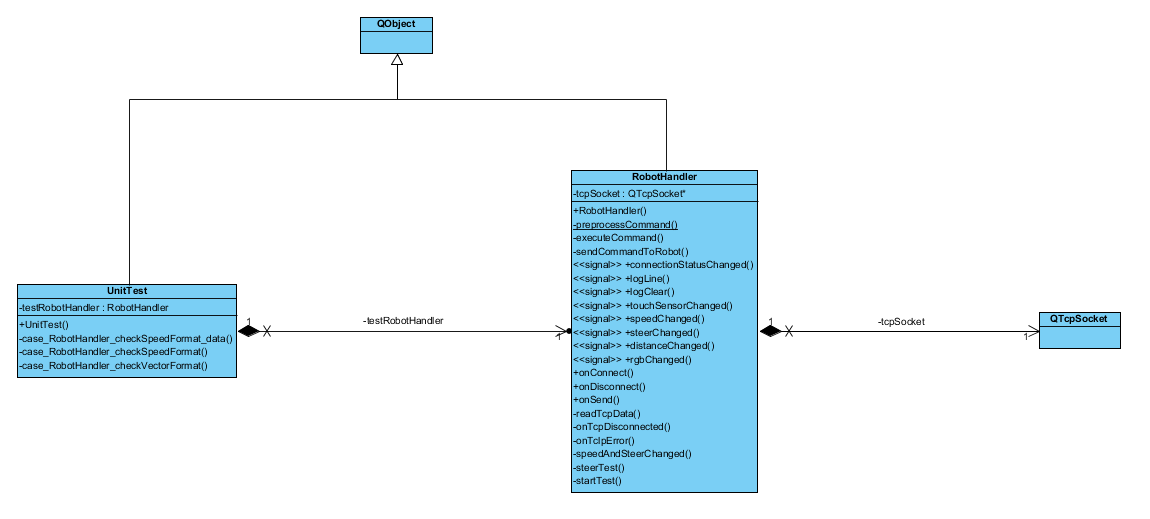 QObject
RobotHandler
-tcpSocket : QTcpSocket*
+RobotHandler()
-preprocessCommand()
-executeCommand()
-sendCommandToRobot()
<<signal>> +connectionStatusChanged()
<<signal>> +logLine()
<<signal>> +logClear()
<<signal>> +touchSensorChanged()
<<signal>> +speedChanged()
<<signal>> +steerChanged()
<<signal>> +distanceChanged()
<<signal>> +rgbChanged()
+onConnect()
+onDisconnect()
+onSend()
-readTcpData()
-onTcpDisconnected()
-onTcIpError()
-speedAndSteerChanged()
-steerTest()
-startTest()
UnitTest
-testRobotHandler : RobotHandler
+UnitTest()
-case_RobotHandler_checkSpeedFormat_data()
-case_RobotHandler_checkSpeedFormat()
-case_RobotHandler_checkVectorFormat()
1
-testRobotHandler
1
1
-tcpSocket
1
QTcpSocket